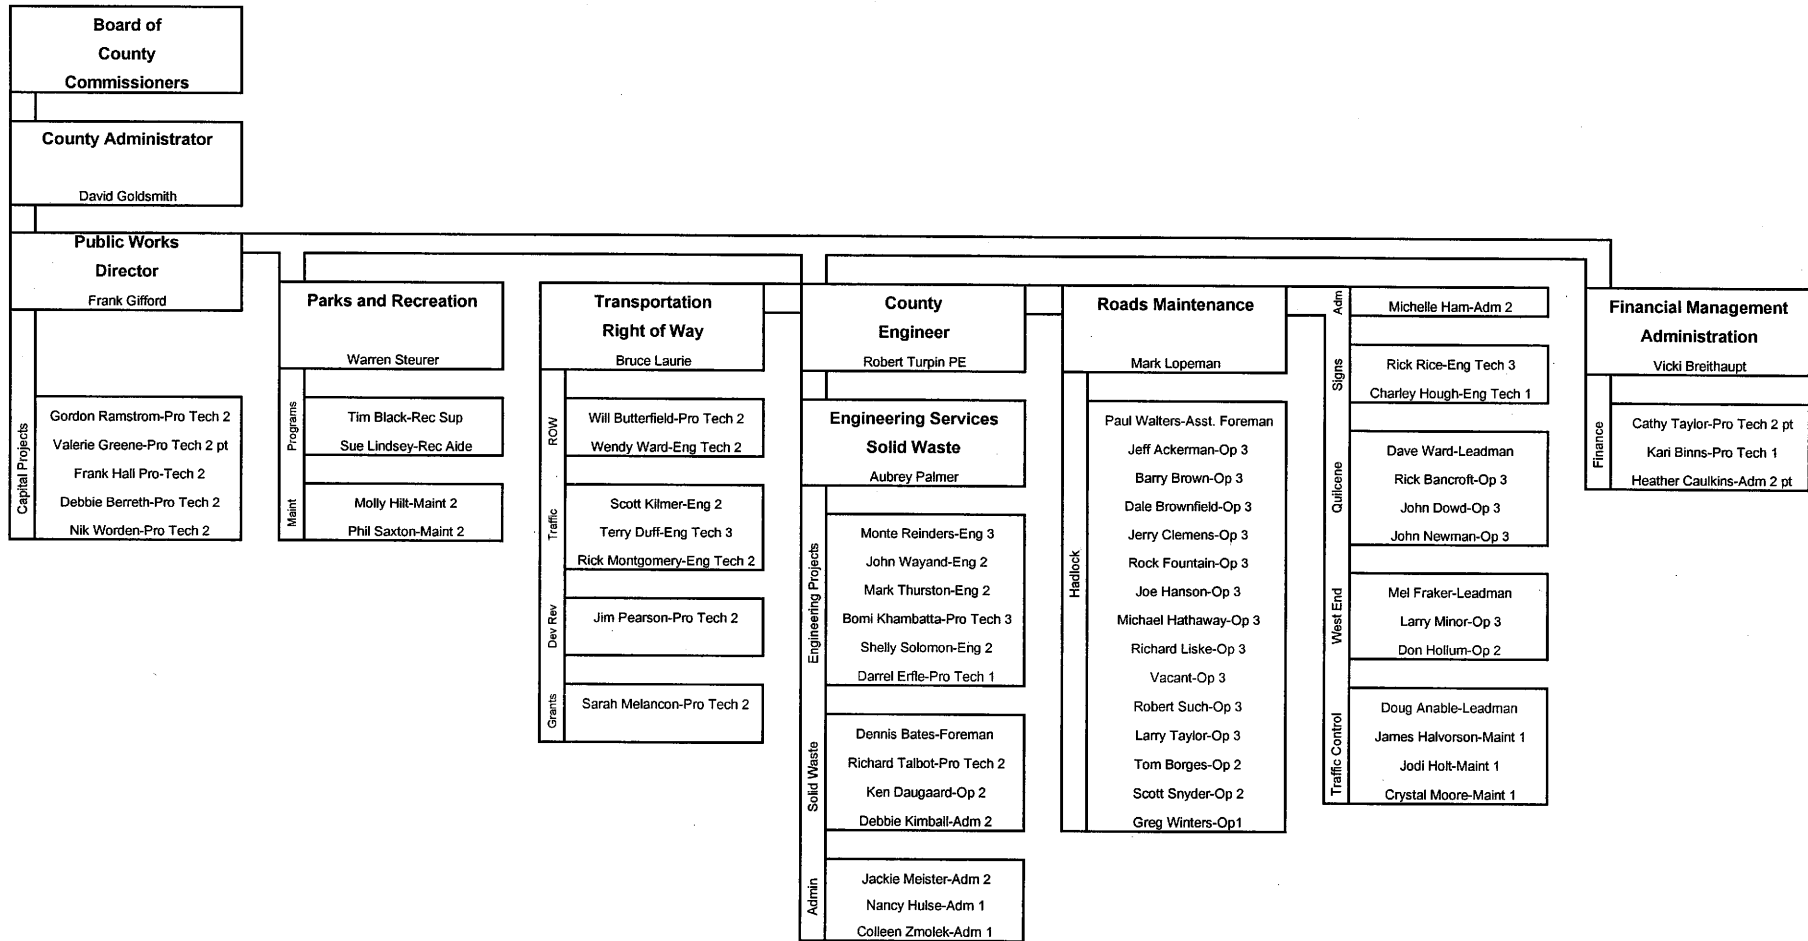 Board of
County
Commissioners
County Administrator
David Goldsmith
Public Works
Director
Frank Gifford
Capital Projects
Gordon Ramstrom-Pro Tech 2
Valerie Greene-Pro Tech 2 pt
Frank Hall Pro-Tech 2
Debbie Berreth-Pro Tech 2
Nik Worden-Pro Tech 2
Parks and Recreation
Warren Steurer
Programs
Tim Black-Rec Sup
Sue Lindsey-Rec Aide
Maint
Molly Hilt-Maint 2
Phil Saxton-Maint 2
Transportation
Right of Way
Bruce Laurie
ROW
Will Butterfield-Pro Tech 2
Wendy Ward-Eng Tech 2
Traffic
Scott Kilmer-Eng 2
Terry Duff-Eng Tech 3
Rick Montgomery-Eng Tech 2
Dev Rev
Jim Pearson-Pro Tech 2
Grants
Sarah Melancon-Pro Tech 2
County
Engineer
Robert Turpin PE
Engineering Services
Solid Waste
Aubrey Palmer
Engineering Projects
Monte Reinders-Eng 3
John Wayand-Eng 2
Mark Thurston-Eng 2
Bomi Khambatta-Pro Tech 3
Shelly Solomon-Eng 2
Darrel Erfle-Pro Tech 1
Solid Waste
Dennis Bates-Foreman
Richard Talbot-Pro Tech 2
Ken Daugaard-Op 2
Debbie Kimball-Adm 2
Admin
Jackie Meister-Adm 2
Nancy Hulse-Adm 1
Colleen Zmolek-Adm 1
Roads Maintenance
Mark Lopeman
Hadlock
Paul Walters-Asst. Foreman
Jeff Ackerman-Op 3
Barry Brown-Op 3
Dale Brownfield-Op 3
Jerry Clemens-Op 3
Rock Fountain-Op 3
Joe Hanson-Op 3
Michael Hathaway-Op 3
Richard Liske-Op 3
Vacant-Op 3
Robert Such-Op 3
Larry Taylor-Op 3
Tom Borges-Op 2
Scott Snyder-Op 2
Greg Winters-Op1
Adm
Michelle Ham-Adm 2
Signs
Rick Rice-Eng Tech 3
Charley Hough-Eng Tech 1
Quilcene
Dave Ward-Leadman
Rick Bancroft-Op 3
John Dowd-Op 3
John Newman-Op 3
West End
Mel Fraker-Leadman
Larry Minor-Op 3
Don Hollum-Op 2
Traffic Control
Doug Anable-Leadman
James Halvorson-Maint 1
Jodi Holt-Maint 1
Crystal Moore-Maint 1
Financial Management
Administration
Vicki Breithaupt
Finance
Cathy Taylor-Pro Tech 2 pt
Kari Binns-Pro Tech 1
Heather Caulkins-Adm 2 pt